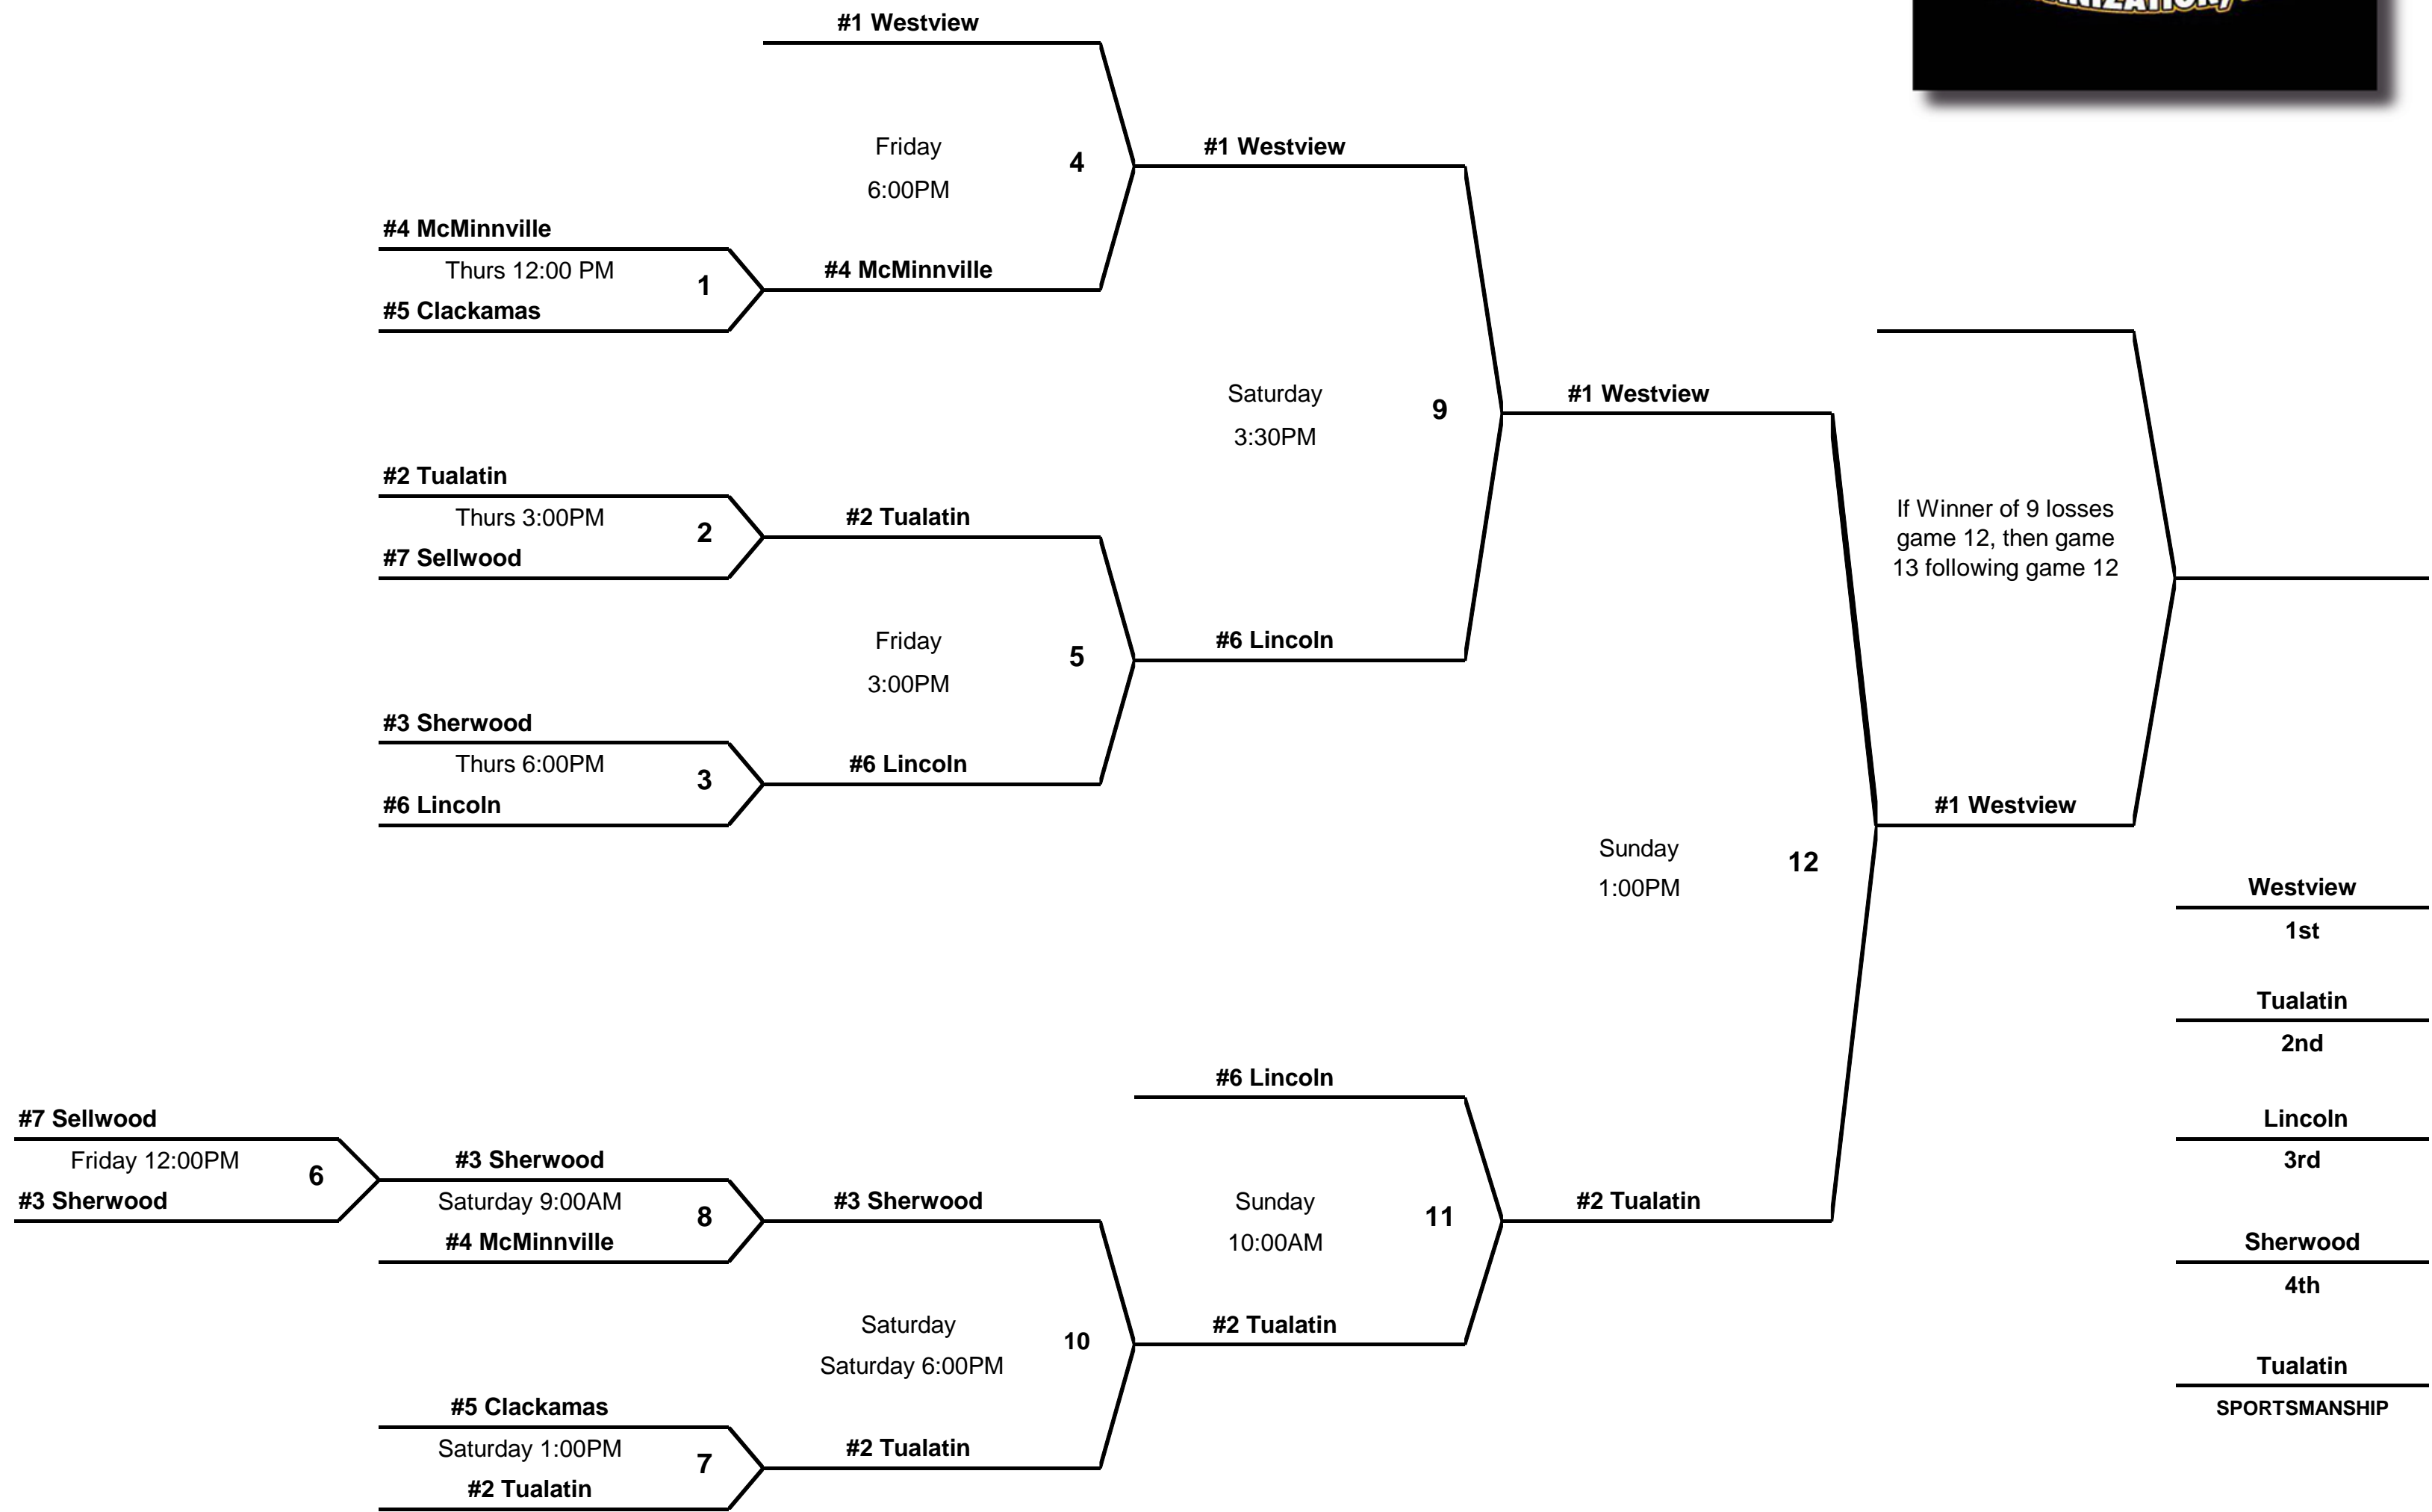 #1 Westview
Friday
4
#1 Westview
6:00PM
#4 McMinnville
Thurs 12:00 PM
1
#4 McMinnville
#5 Clackamas
Saturday
9
#1 Westview
3:30PM
#2 Tualatin
Thurs 3:00PM
2
#2 Tualatin
#7 Sellwood
If Winner of 9 losses
game 12, then game
13 following game 12
Friday
5
#6 Lincoln
3:00PM
#3 Sherwood
Thurs 6:00PM
3
#6 Lincoln
#6 Lincoln
#1 Westview
Sunday
12
1:00PM
Westview
1st
Tualatin
2nd
#6 Lincoln
#7 Sellwood
Friday 12:00PM
6
#3 Sherwood
#3 Sherwood
Saturday 9:00AM
8
#3 Sherwood
#4 McMinnville
Sunday
11
#2 Tualatin
10:00AM
Lincoln
3rd
Sherwood
4th
Saturday
10
#2 Tualatin
Saturday 6:00PM
#5 Clackamas
Saturday 1:00PM
7
#2 Tualatin
#2 Tualatin
Tualatin
SPORTSMANSHIP